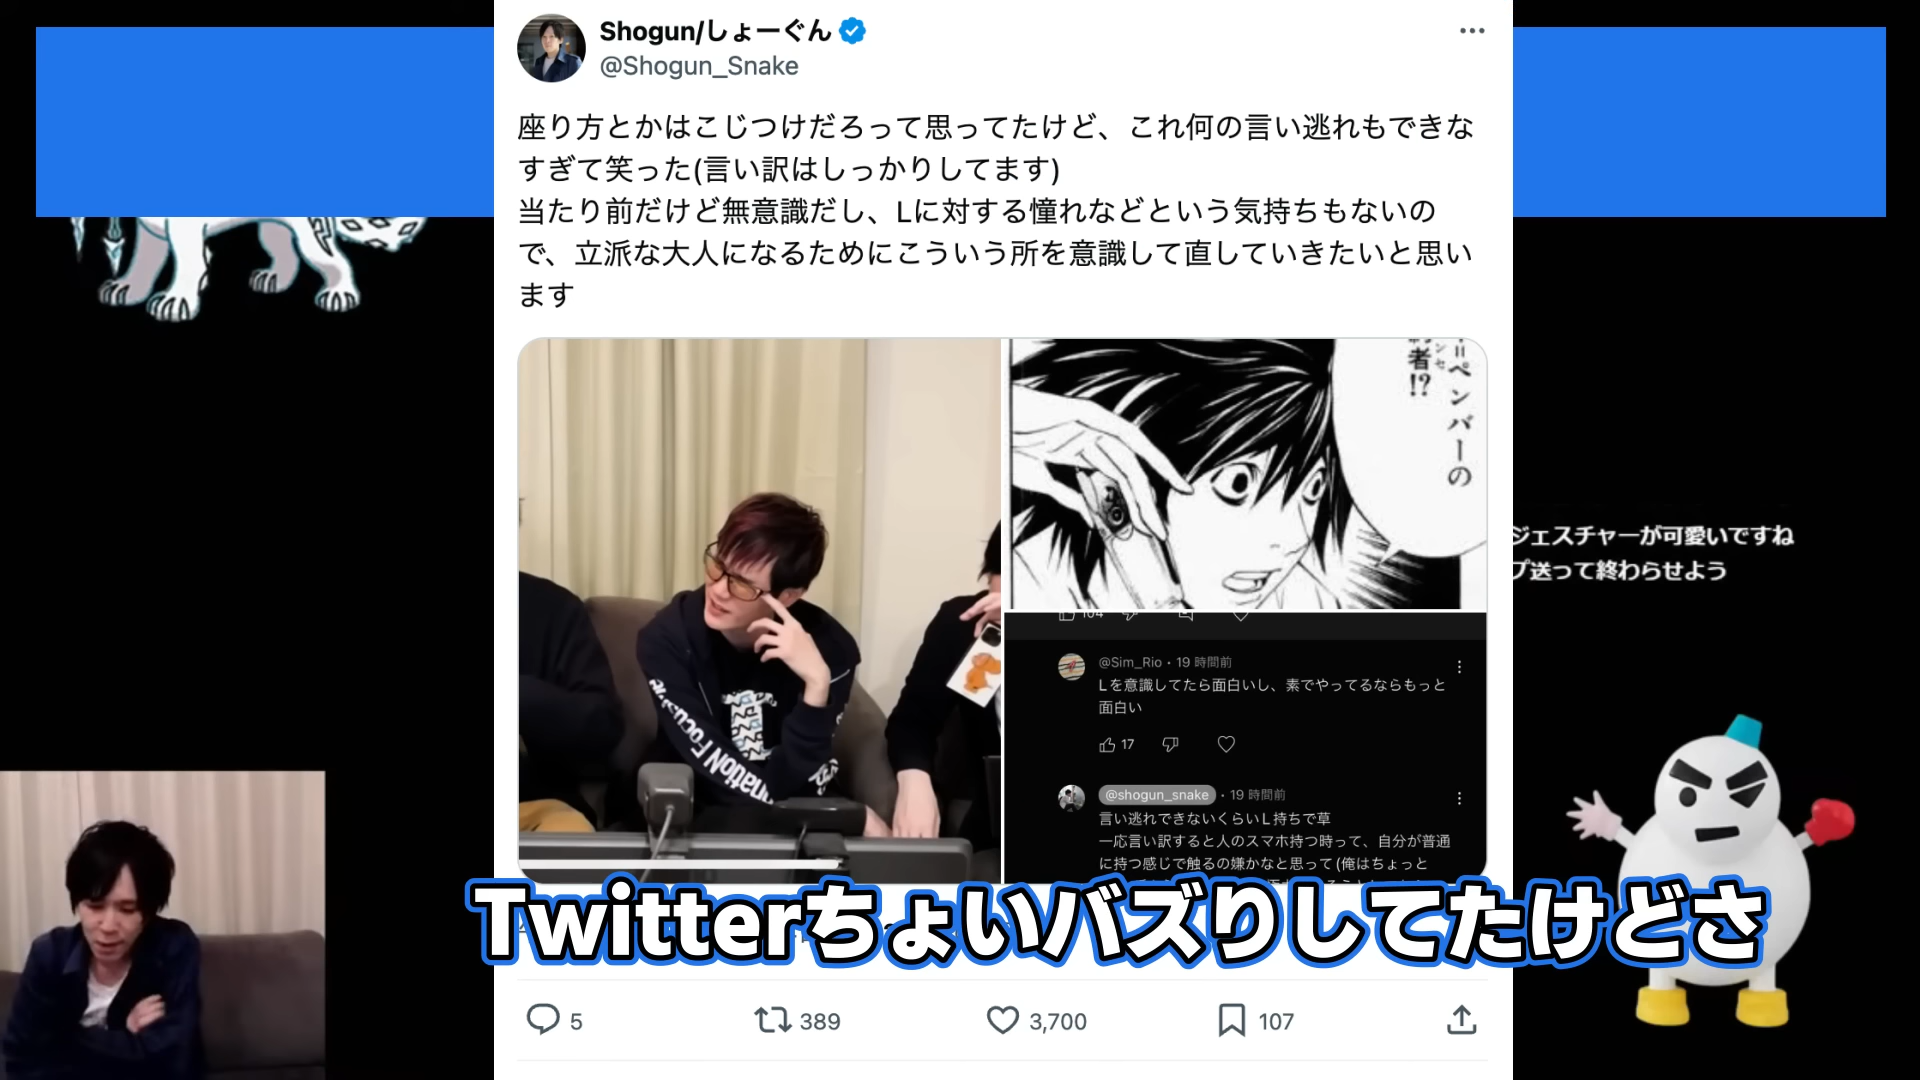 Shogun/しょーぐん
@Shogun_Snake
座り方とかはこじつけだろって思ってたけど、これ何の言い逃れもできな
すぎて笑った(言い訳はしっかりしてます)
当たり前だけど無意識だし、Lに対する憧れなどという気持ちもないの
で、立派な大人になるためにこういう所を意識して直していきたいと思い
ます
=ペンバーの
者!?
104
@Sim_Rio・19 時間前
Lを意識してたら面白いし、素でやってるならもっと
面白い
17
@shogun_snake・19 時間前
言い逃れできないくらいL持ちで草
一応言い訳すると人のスマホ持つ時って、自分が普通
に持つ感じで触るの嫌かなと思って(俺はちょっと
ジェスチャーが可愛いですね
プ送って終わらせよう
Twitterちょいバズりしてたけどさ
5
389
3,700
107